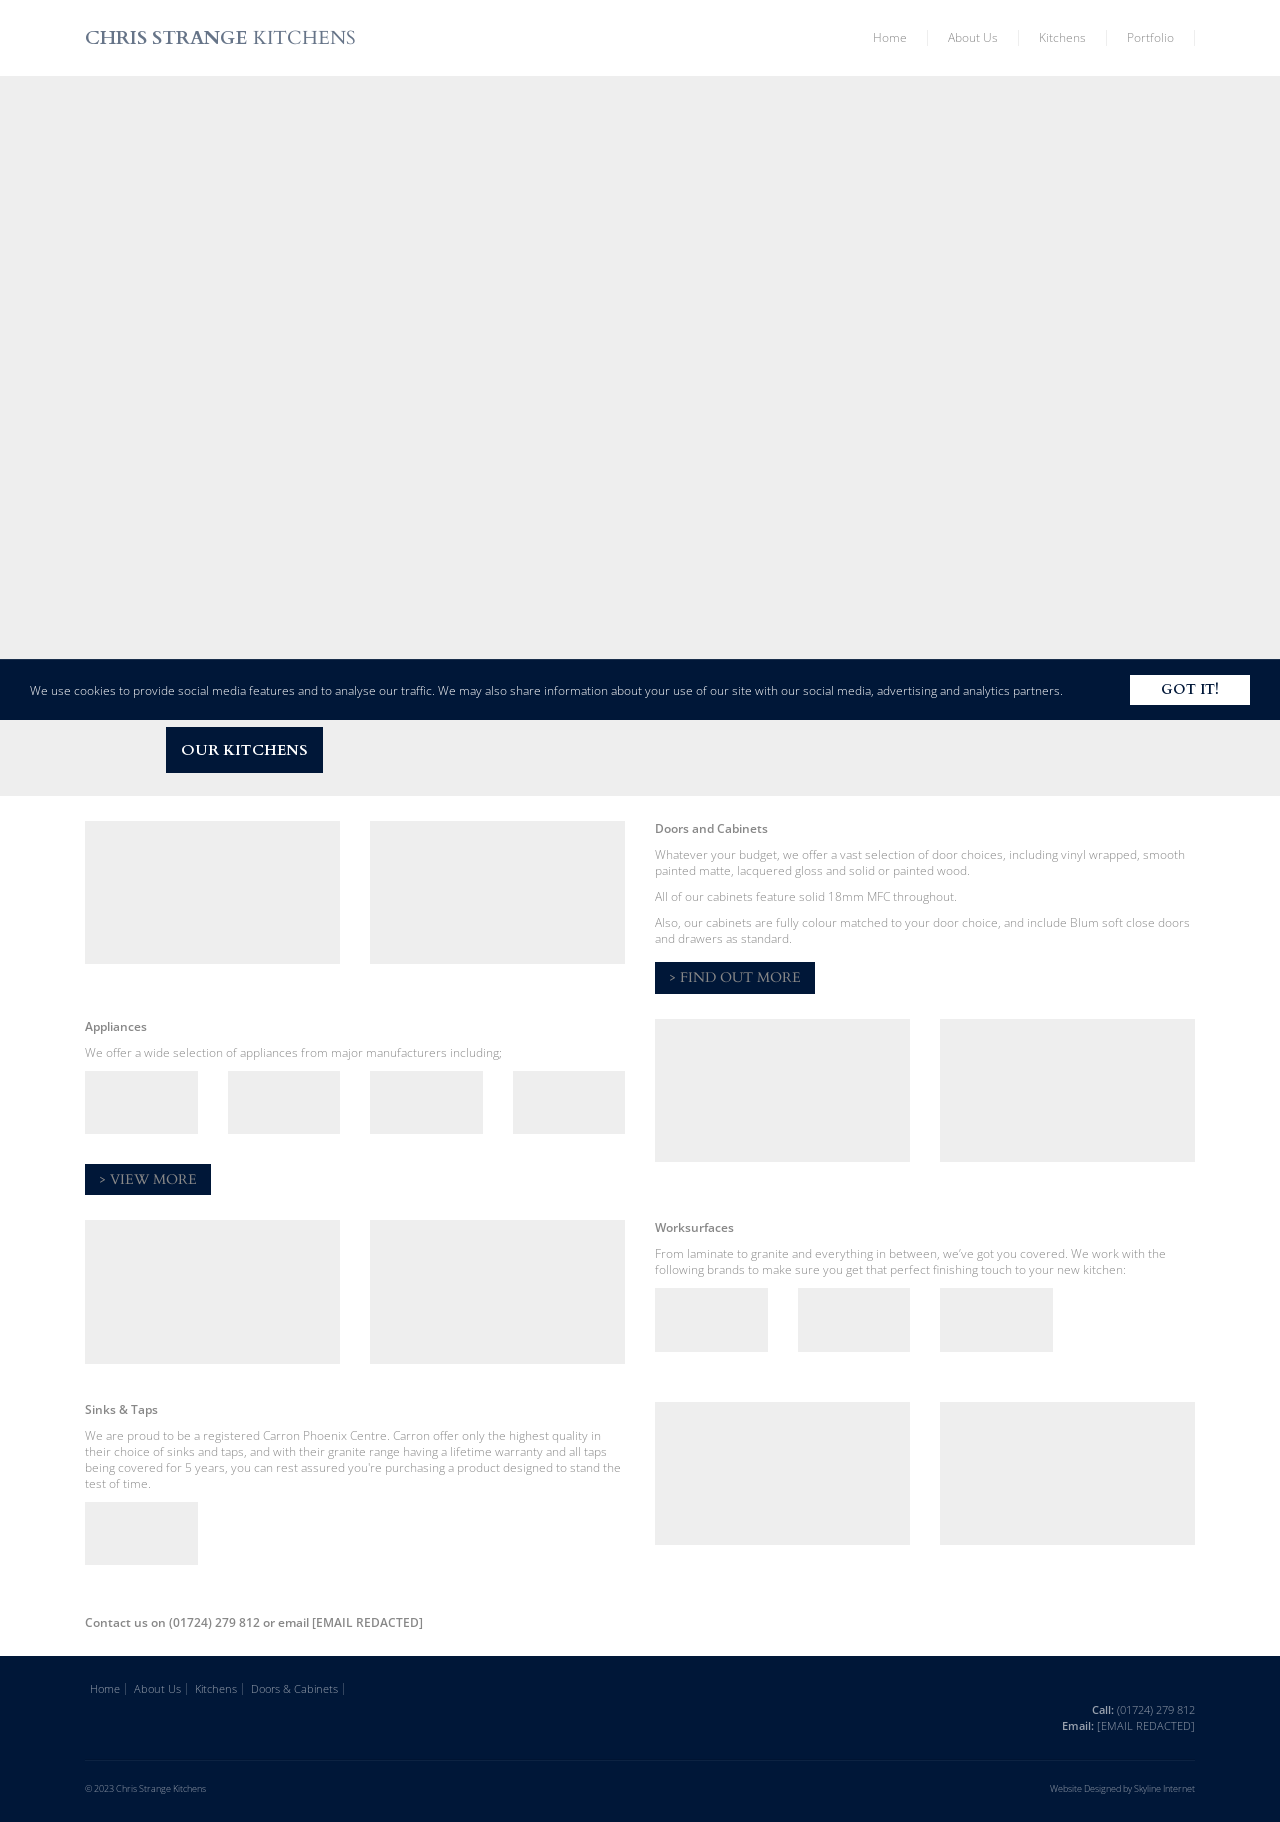 CHRIS STRANGE KITCHENS
Home
About Us
Kitchens
Portfolio
We use cookies to provide social media features and to analyse our traffic. We may also share information about your use of our site with our social media, advertising and analytics partners.
GOT IT!
OUR KITCHENS
Doors and Cabinets
Whatever your budget, we offer a vast selection of door choices, including vinyl wrapped, smooth
painted matte, lacquered gloss and solid or painted wood.
All of our cabinets feature solid 18mm MFC throughout.
Also, our cabinets are fully colour matched to your door choice, and include Blum soft close doors
and drawers as standard.
> FIND OUT MORE
Appliances
We offer a wide selection of appliances from major manufacturers including;
> VIEW MORE
Worksurfaces
From laminate to granite and everything in between, we’ve got you covered. We work with the
following brands to make sure you get that perfect finishing touch to your new kitchen:
Sinks & Taps
We are proud to be a registered Carron Phoenix Centre. Carron offer only the highest quality in
their choice of sinks and taps, and with their granite range having a lifetime warranty and all taps
being covered for 5 years, you can rest assured you're purchasing a product designed to stand the
test of time.
Contact us on (01724) 279 812 or email [EMAIL REDACTED]
Home
About Us
Kitchens
Doors & Cabinets
Call: (01724) 279 812
Email: [EMAIL REDACTED]
© 2023 Chris Strange Kitchens
Website Designed by Skyline Internet